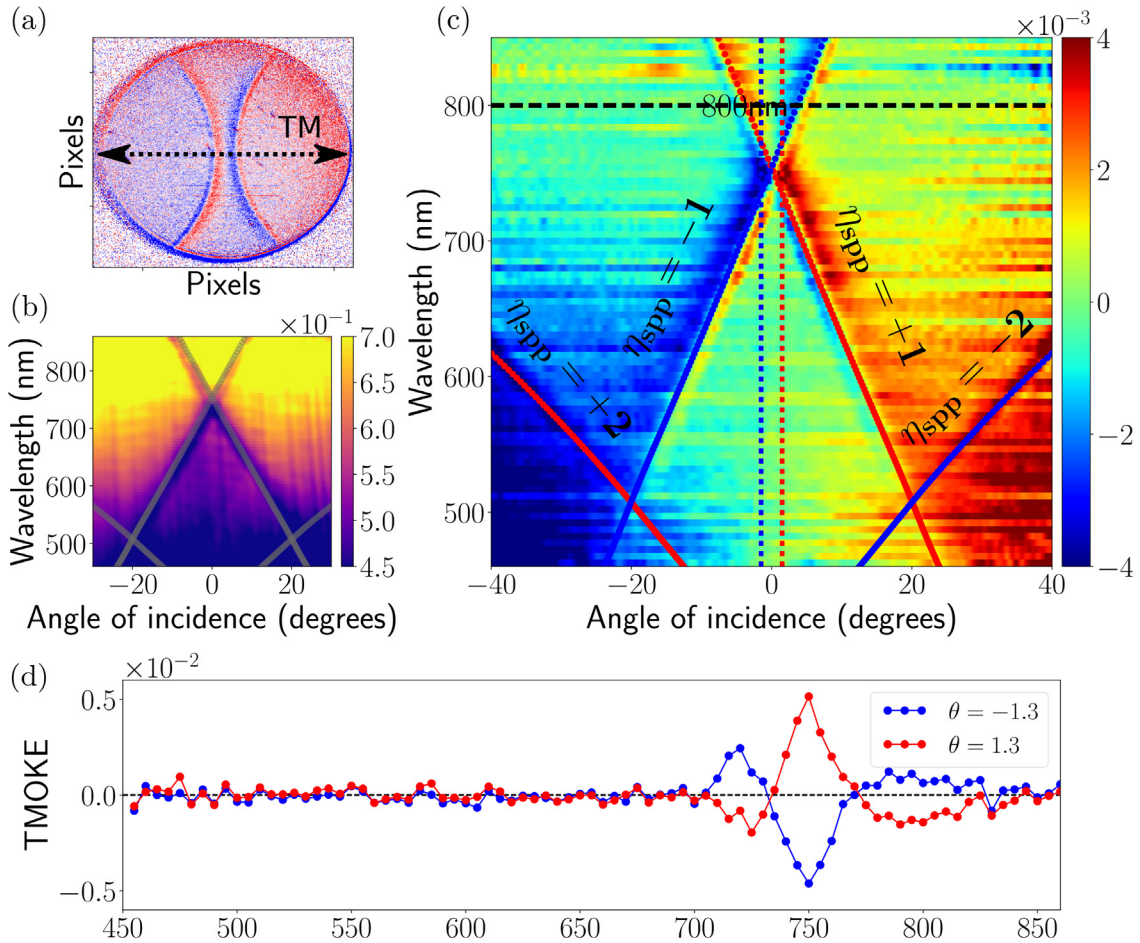 (a)
TM
Pixels
Pixels
(b)
×10⁻¹
7.0
6.5
6.0
5.5
5.0
4.5
800
700
600
500
Wavelength (nm)
−20
0
20
Angle of incidence (degrees)
(c)
×10⁻³
800nm
ηspp = −1
ηspp = +1
ηspp = +2
ηspp = −2
800
700
600
500
Wavelength (nm)
−40
−20
0
20
40
Angle of incidence (degrees)
4
2
0
−2
−4
(d)
×10⁻²
0.5
0.0
−0.5
TMOKE
θ = −1.3
θ = 1.3
450
500
550
600
650
700
750
800
850